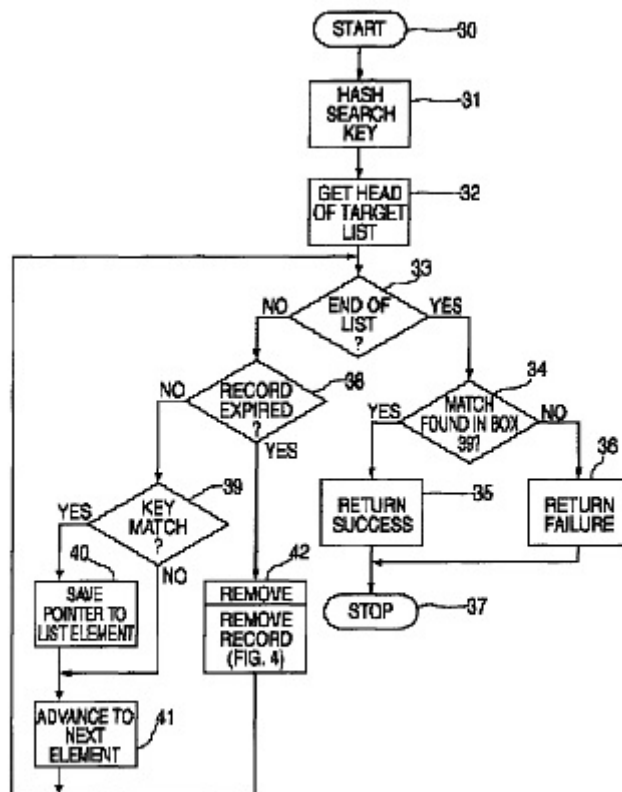 START
30
HASH
SEARCH
KEY
31
GET HEAD
OF TARGET
LIST
32
33
NO
END OF
LIST
?
YES
NO
RECORD
EXPIRED
?
38
YES
YES
MATCH
FOUND IN BOX
39?
34
NO
36
YES
KEY
MATCH
?
39
NO
RETURN
SUCCESS
35
RETURN
FAILURE
40
SAVE
POINTER TO
LIST ELEMENT
42
REMOVE
REMOVE
RECORD
(FIG. 4)
STOP
37
ADVANCE TO
NEXT
ELEMENT
41